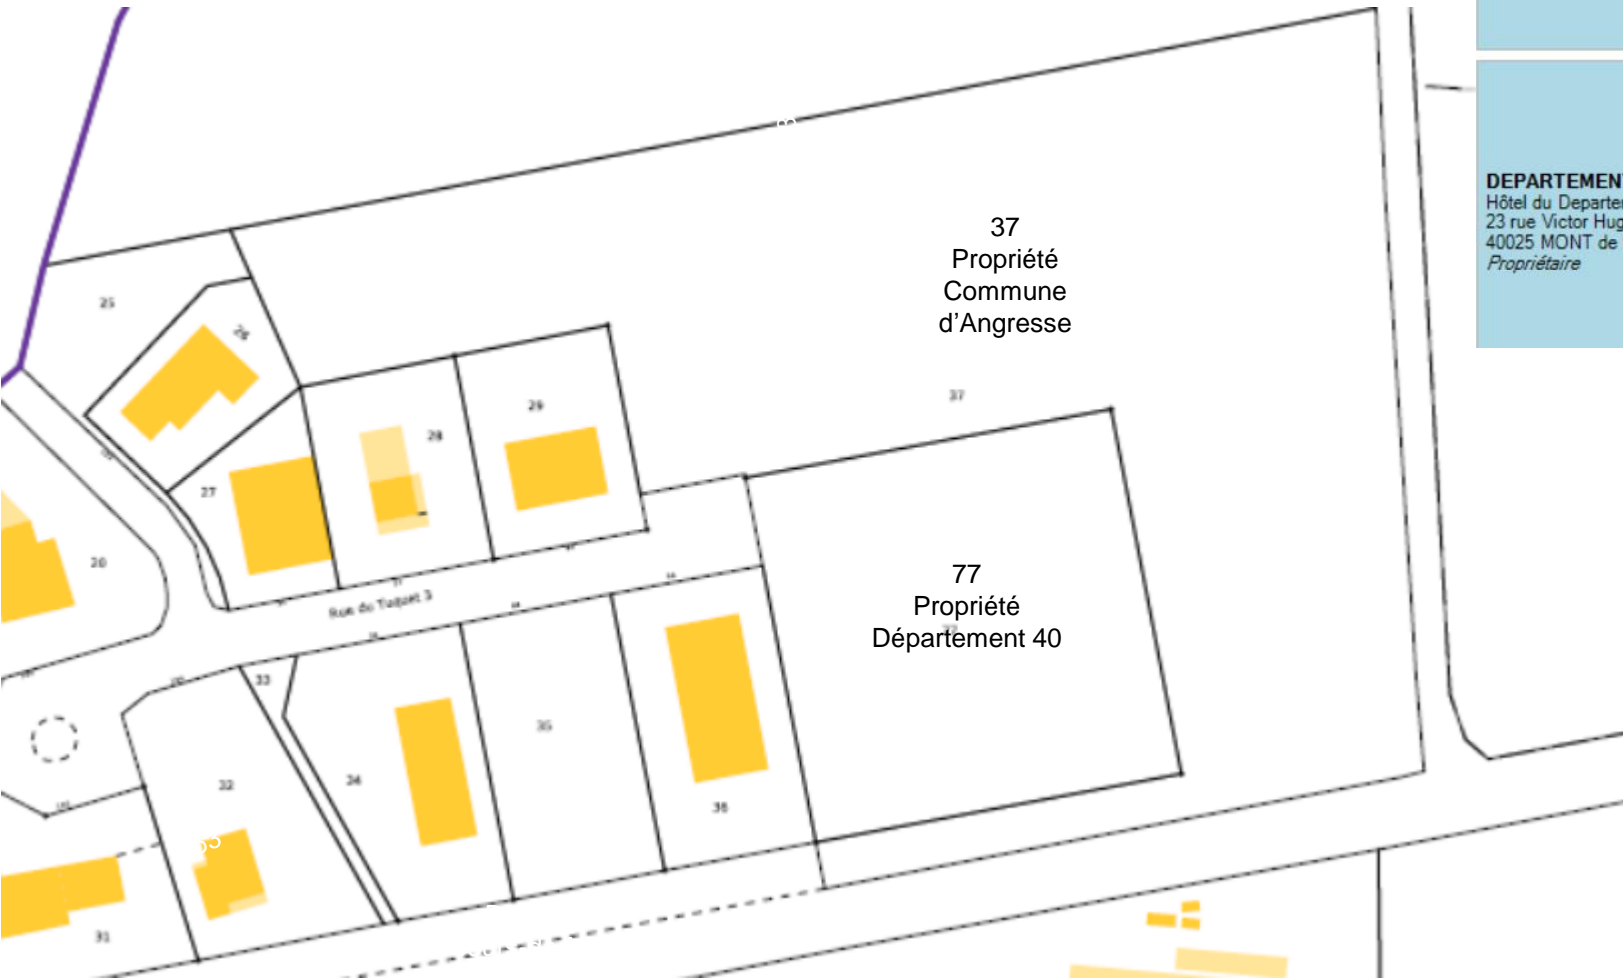 37
Propriété
Commune
d'Angresse
DEPARTEMEN
Hôtel du Departe
23 rue Victor Hug
40025 MONT de
Propriétaire
25
26
37
29
28
27
20
77
Propriété
Département 40
Rue du Tuquet 3
33
35
34
32
36
31